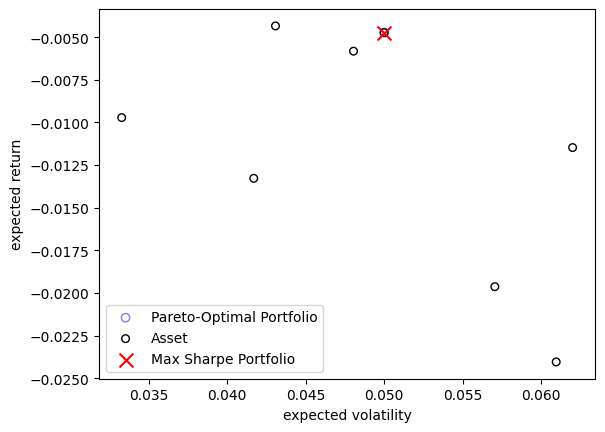 −0.0050
−0.0075
−0.0100
−0.0125
−0.0150
−0.0175
−0.0200
−0.0225
−0.0250
expected return
Pareto-Optimal Portfolio
Asset
Max Sharpe Portfolio
0.035 0.040 0.045 0.050 0.055 0.060
expected volatility